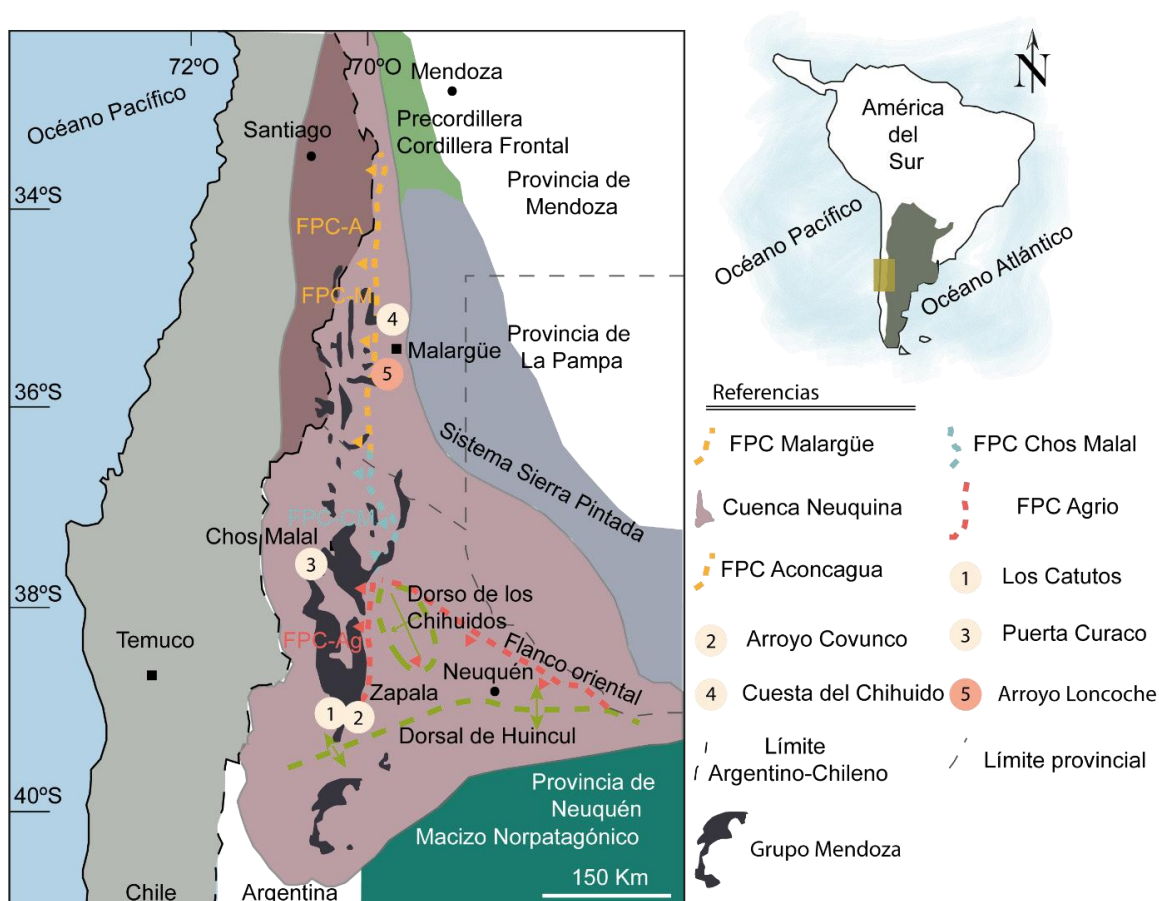 72ºO
70ºO
Océano Pacífico
Mendoza
Precordillera
Cordillera Frontal
Santiago
Provincia de
Mendoza
34ºS
FPC-A
FPC-M
4
Malargüe
5
Provincia de
La Pampa
36ºS
Sistema Sierra Pintada
FPC-CM
Chos Malal
3
38ºS
Dorso de los
Chihuidos
FPC-Ag
Flanco oriental
Temuco
Neuquén
Zapala
1
2
Dorsal de Huincul
40ºS
Provincia de
Neuquén
Macizo Norpatagónico
150 Km
Chile
Argentina
N
América
del
Sur
Océano Pacífico
Océano Atlántico
Referencias
FPC Malargüe
FPC Chos Malal
Cuenca Neuquina
FPC Agrio
FPC Aconcagua
1 Los Catutos
2 Arroyo Covunco
3 Puerta Curaco
4 Cuesta del Chihuido
5 Arroyo Loncoche
Límite
Argentino-Chileno
Límite provincial
Grupo Mendoza